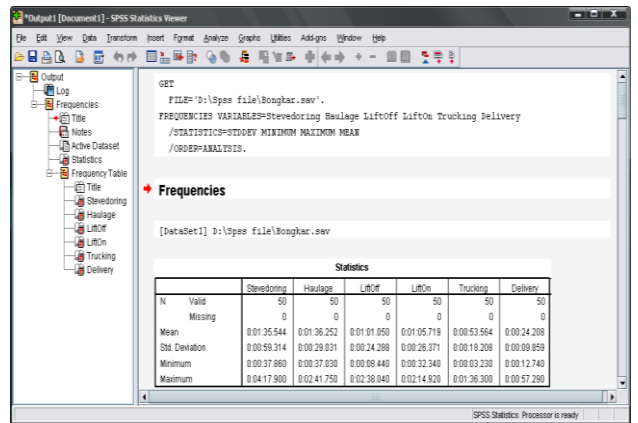 *Output1 [Document1] - SPSS Statistics Viewer
File Edit View Data Transform Insert Format Analyze Graphs Utilities Add-ons Window Help
Output
Log
Frequencies
Title
Notes
Active Dataset
Statistics
Frequency Table
Title
Stevedoring
Haulage
LiftOff
LiftOn
Trucking
Delivery
GET
FILE='D:\Spss file\Bongkar.sav'.
FREQUENCIES VARIABLES=Stevedoring Haulage LiftOff LiftOn Trucking Delivery
/STATISTICS=STDDEV MINIMUM MAXIMUM MEAN
/ORDER=ANALYSIS.
Frequencies
[DataSet1] D:\Spss file\Bongkar.sav
Statistics
Stevedoring Haulage LiftOff LiftOn Trucking Delivery
N Valid 50 50 50 50 50 50
Missing 0 0 0 0 0 0
Mean 0:01:35.544 0:01:36.252 0:01:01.050 0:01:05.719 0:00:53.564 0:00:24.208
Std. Deviation 0:00:59.314 0:00:29.031 0:00:24.288 0:00:26.371 0:00:18.208 0:00:09.859
Minimum 0:00:37.860 0:00:37.030 0:00:08.440 0:00:32.340 0:00:03.230 0:00:12.740
Maximum 0:04:17.900 0:02:41.750 0:02:38.040 0:02:14.920 0:01:36.300 0:00:57.290
SPSS Statistics Processor is ready